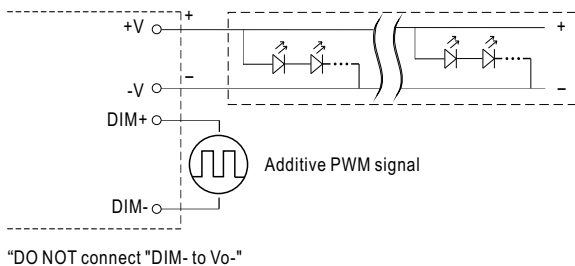 +V + +
-V − −
DIM+
Additive PWM signal
DIM-
“DO NOT connect "DIM- to Vo-"